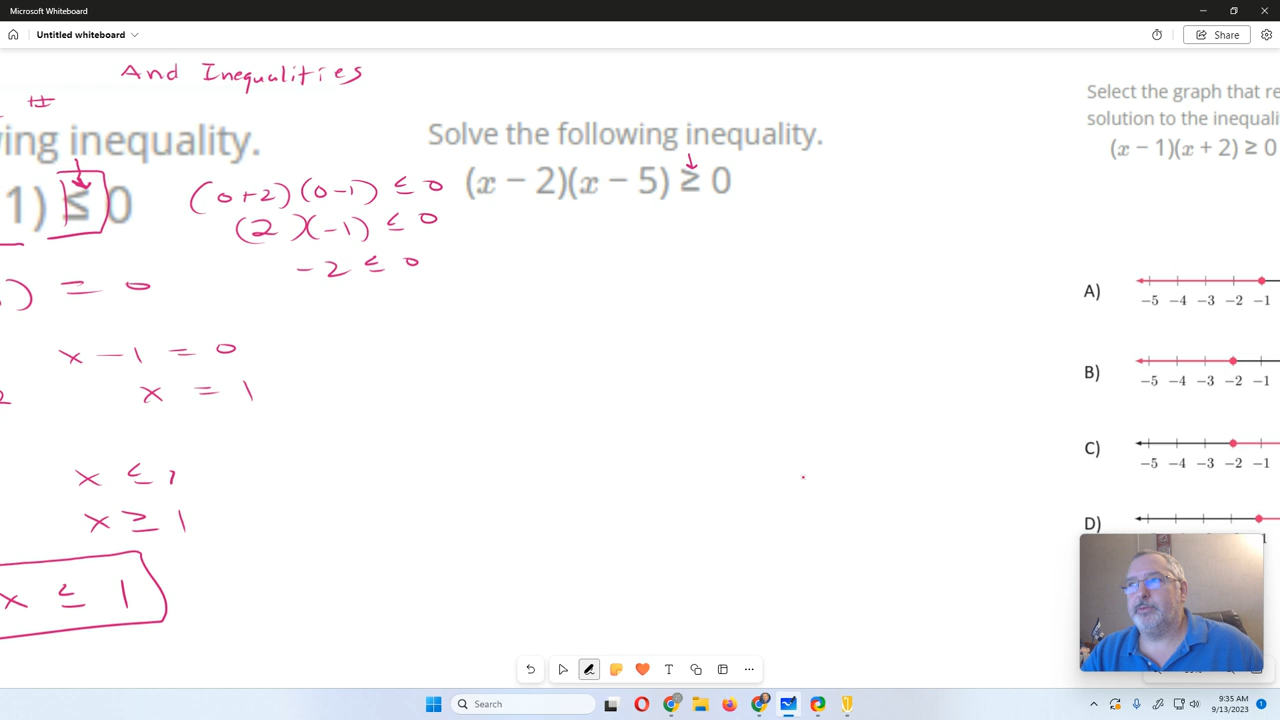 Microsoft Whiteboard
Untitled whiteboard
Share
And Inequalities
wing inequality.
1) ≤ 0
) = 0
x - 1 = 0
2 x = 1
x ≤ 1
x ≥ 1
x ≤ 1
(0+2)(0-1) ≤ 0
(2)(-1) ≤ 0
-2 ≤ 0
Solve the following inequality.
(x − 2)(x − 5) ≥ 0
Select the graph that re
solution to the inequali
(x − 1)(x + 2) ≥ 0
A)
-5 -4 -3 -2 -1
B)
-5 -4 -3 -2 -1
C)
-5 -4 -3 -2 -1
D)
1
T
Search
9:35 AM
9/13/2023